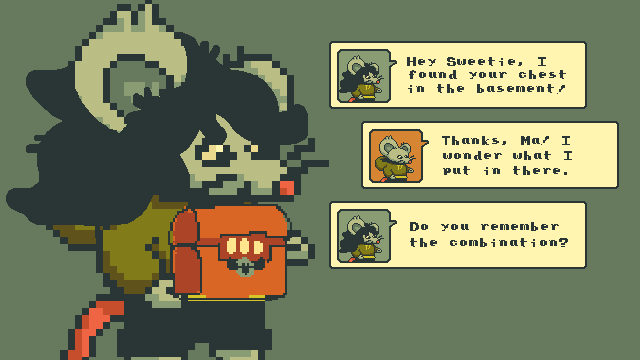 Hey Sweetie, I
found your chest
in the basement!
Thanks, Ma! I
wonder what I
put in there.
Do you remember
the combination?